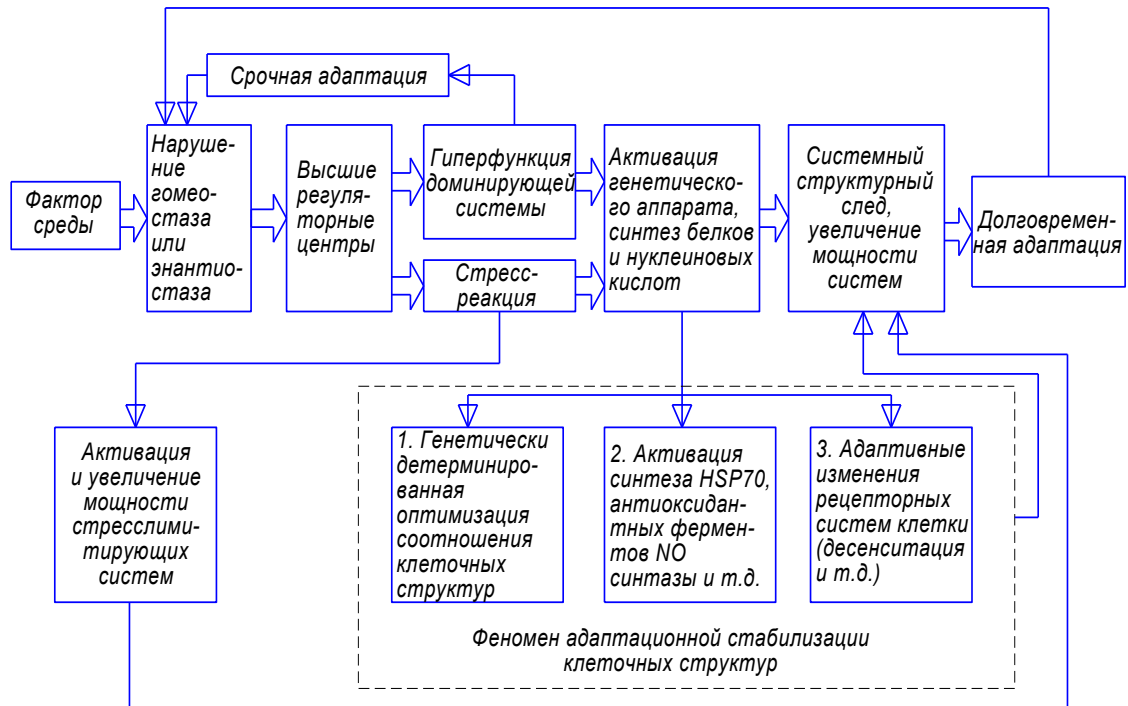 Срочная адаптация
Фактор
среды
Наруше-
ние
гомео-
стаза
или
энантио-
стаза
Высшие
регуля-
торные
центры
Гиперфункция
доминирующей
системы
Стресс-
реакция
Активация
генетическо-
го аппарата,
синтез белков
и нуклеиновых
кислот
Системный
структурный
след,
увеличение
мощности
систем
Долговремен-
ная адаптация
Активация
и увеличение
мощности
стресслими-
тирующих
систем
1. Генетически
детерминиро-
ванная
оптимизация
соотношения
клеточных
структур
2. Активация
синтеза HSP70,
антиоксидан-
тных фермен-
тов NO
синтазы и т.д.
3. Адаптивные
изменения
рецепторных
систем клетки
(десенситация
и т.д.)
Феномен адаптационной стабилизации
клеточных структур